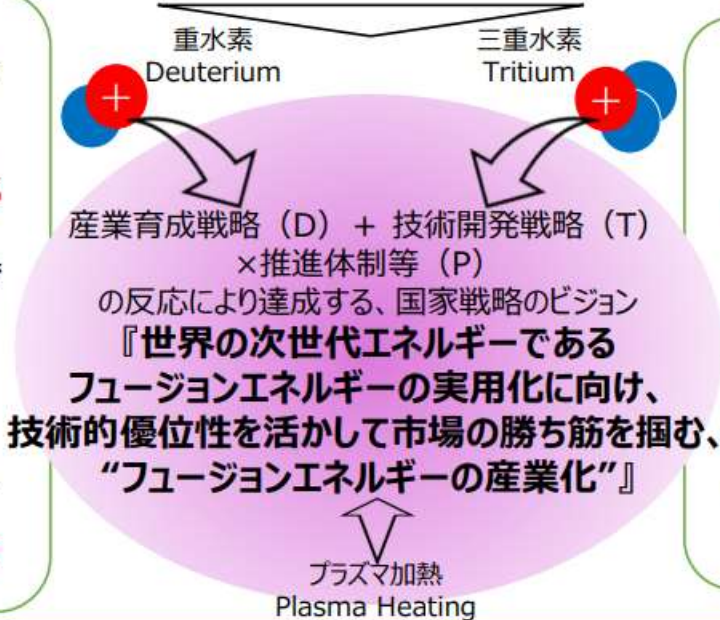 重水素
Deuterium
三重水素
Tritium
+
+
産業育成戦略（D）+ 技術開発戦略（T）
×推進体制等（P）
の反応により達成する、国家戦略のビジョン
『世界の次世代エネルギーである
フュージョンエネルギーの実用化に向け、
技術的優位性を活かして市場の勝ち筋を掴む、
“フュージョンエネルギーの産業化”』
プラズマ加熱
Plasma Heating